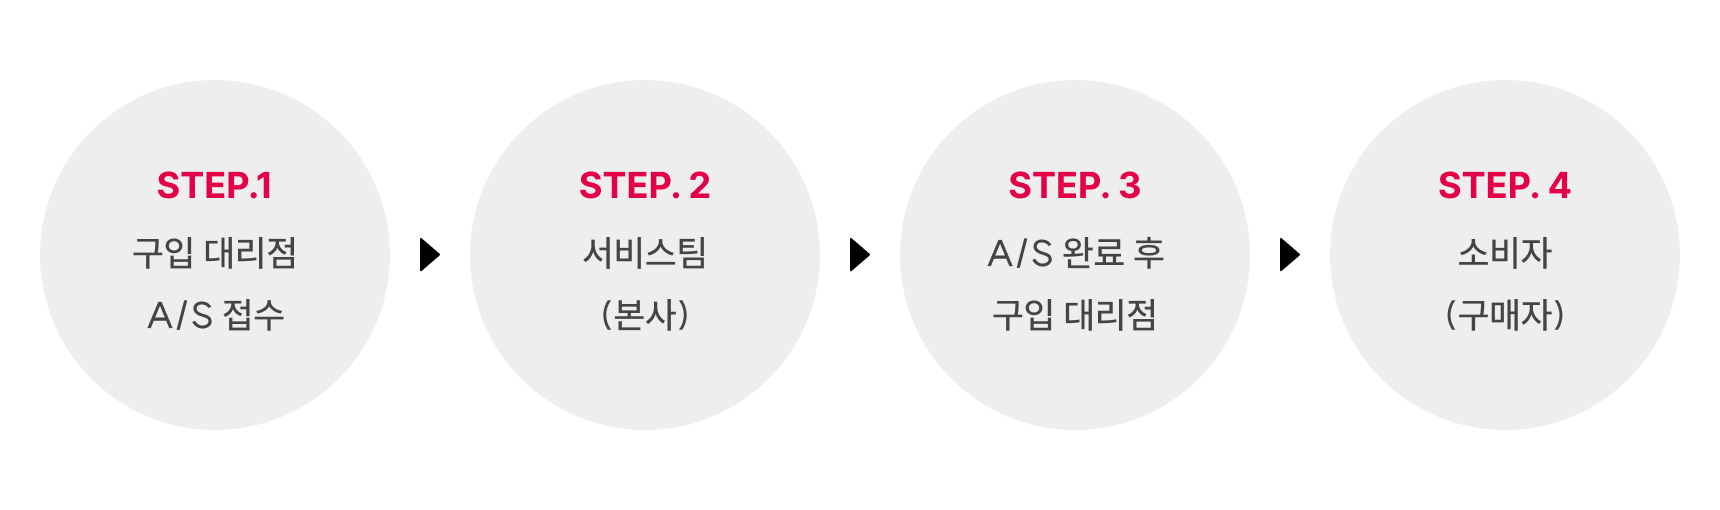 STEP.1
구입 대리점
A/S 접수
STEP. 2
서비스팀
(본사)
STEP. 3
A/S 완료 후
구입 대리점
STEP. 4
소비자
(구매자)